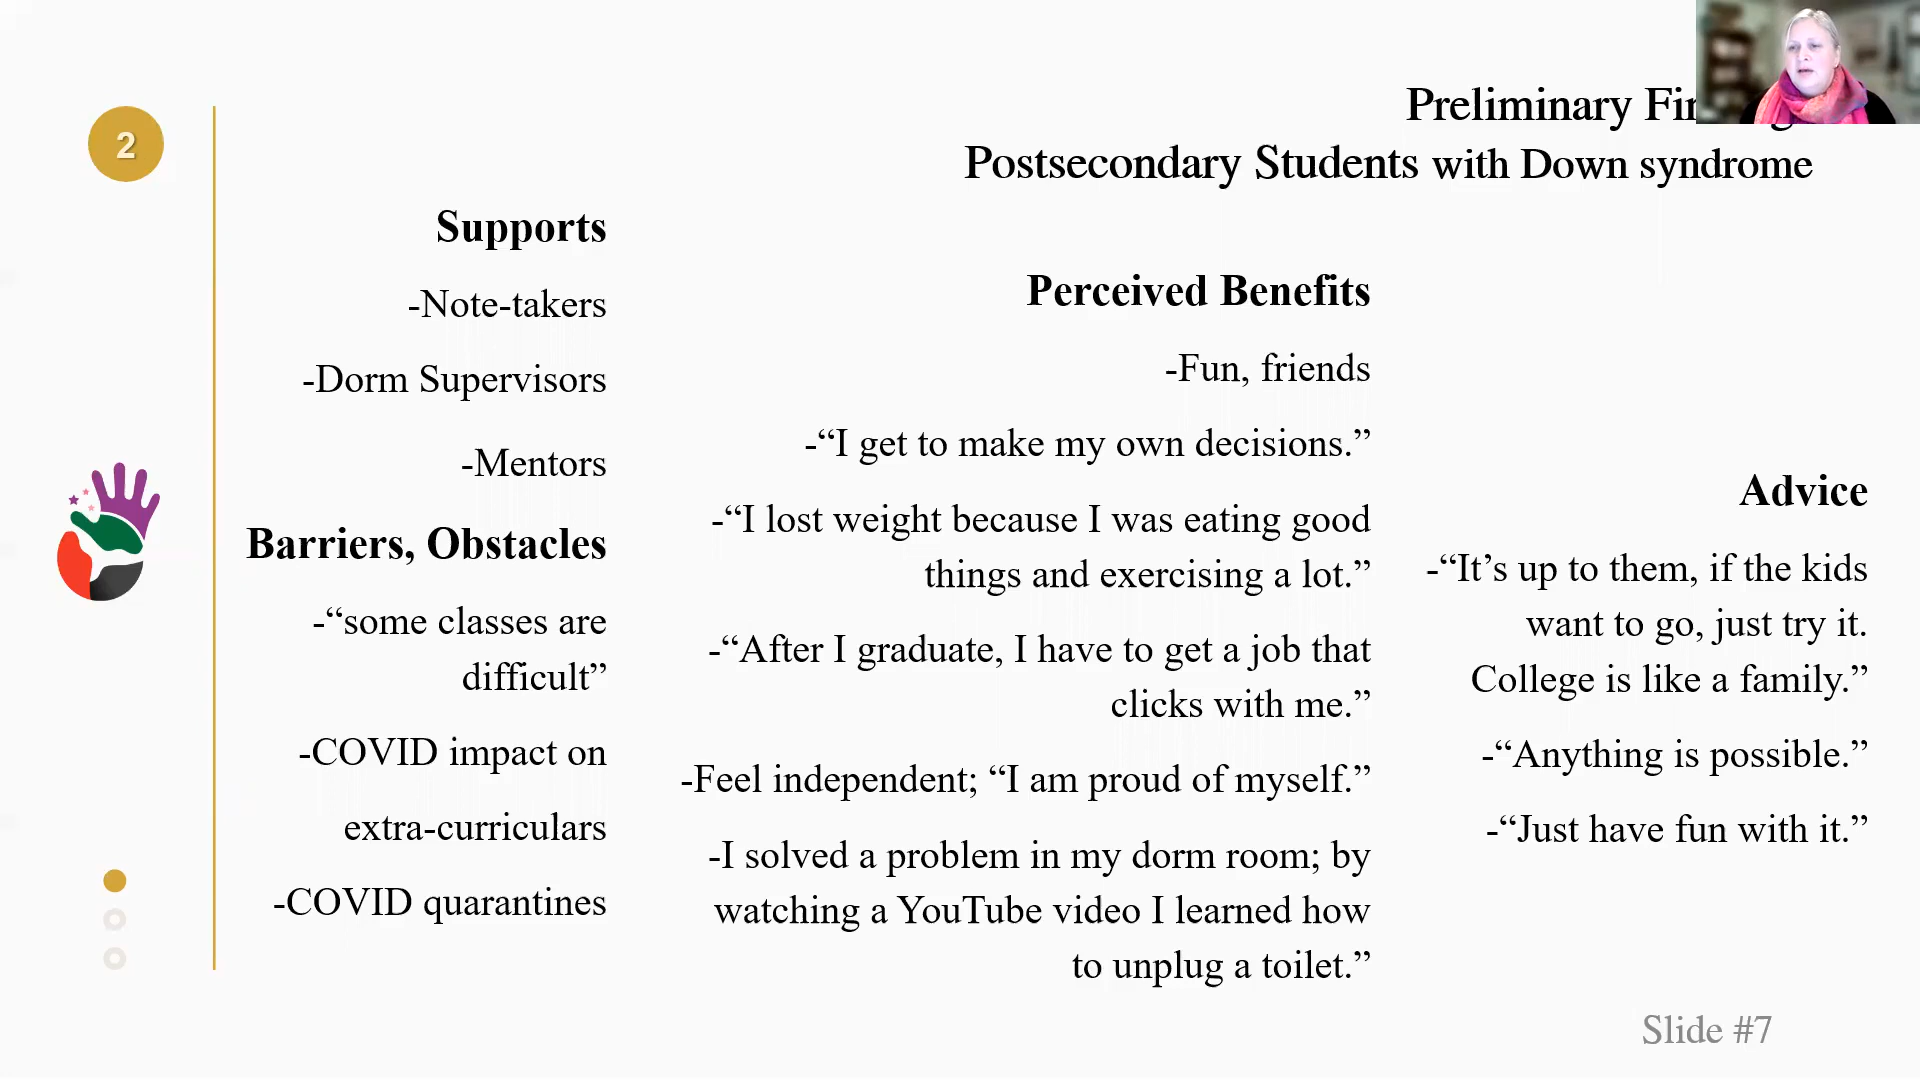 2
Preliminary
Postsecondary Students with Down syndrome
Supports
-Note-takers
-Dorm Supervisors
-Mentors
Barriers, Obstacles
-“some classes are
difficult”
-COVID impact on
extra-curriculars
-COVID quarantines
Perceived Benefits
-Fun, friends
-“I get to make my own decisions.”
-“I lost weight because I was eating good
things and exercising a lot.”
-“After I graduate, I have to get a job that
clicks with me.”
-Feel independent; “I am proud of myself.”
-I solved a problem in my dorm room; by
watching a YouTube video I learned how
to unplug a toilet.”
Advice
-“It’s up to them, if the kids
want to go, just try it.
College is like a family.”
-“Anything is possible.”
-“Just have fun with it.”
Slide #7